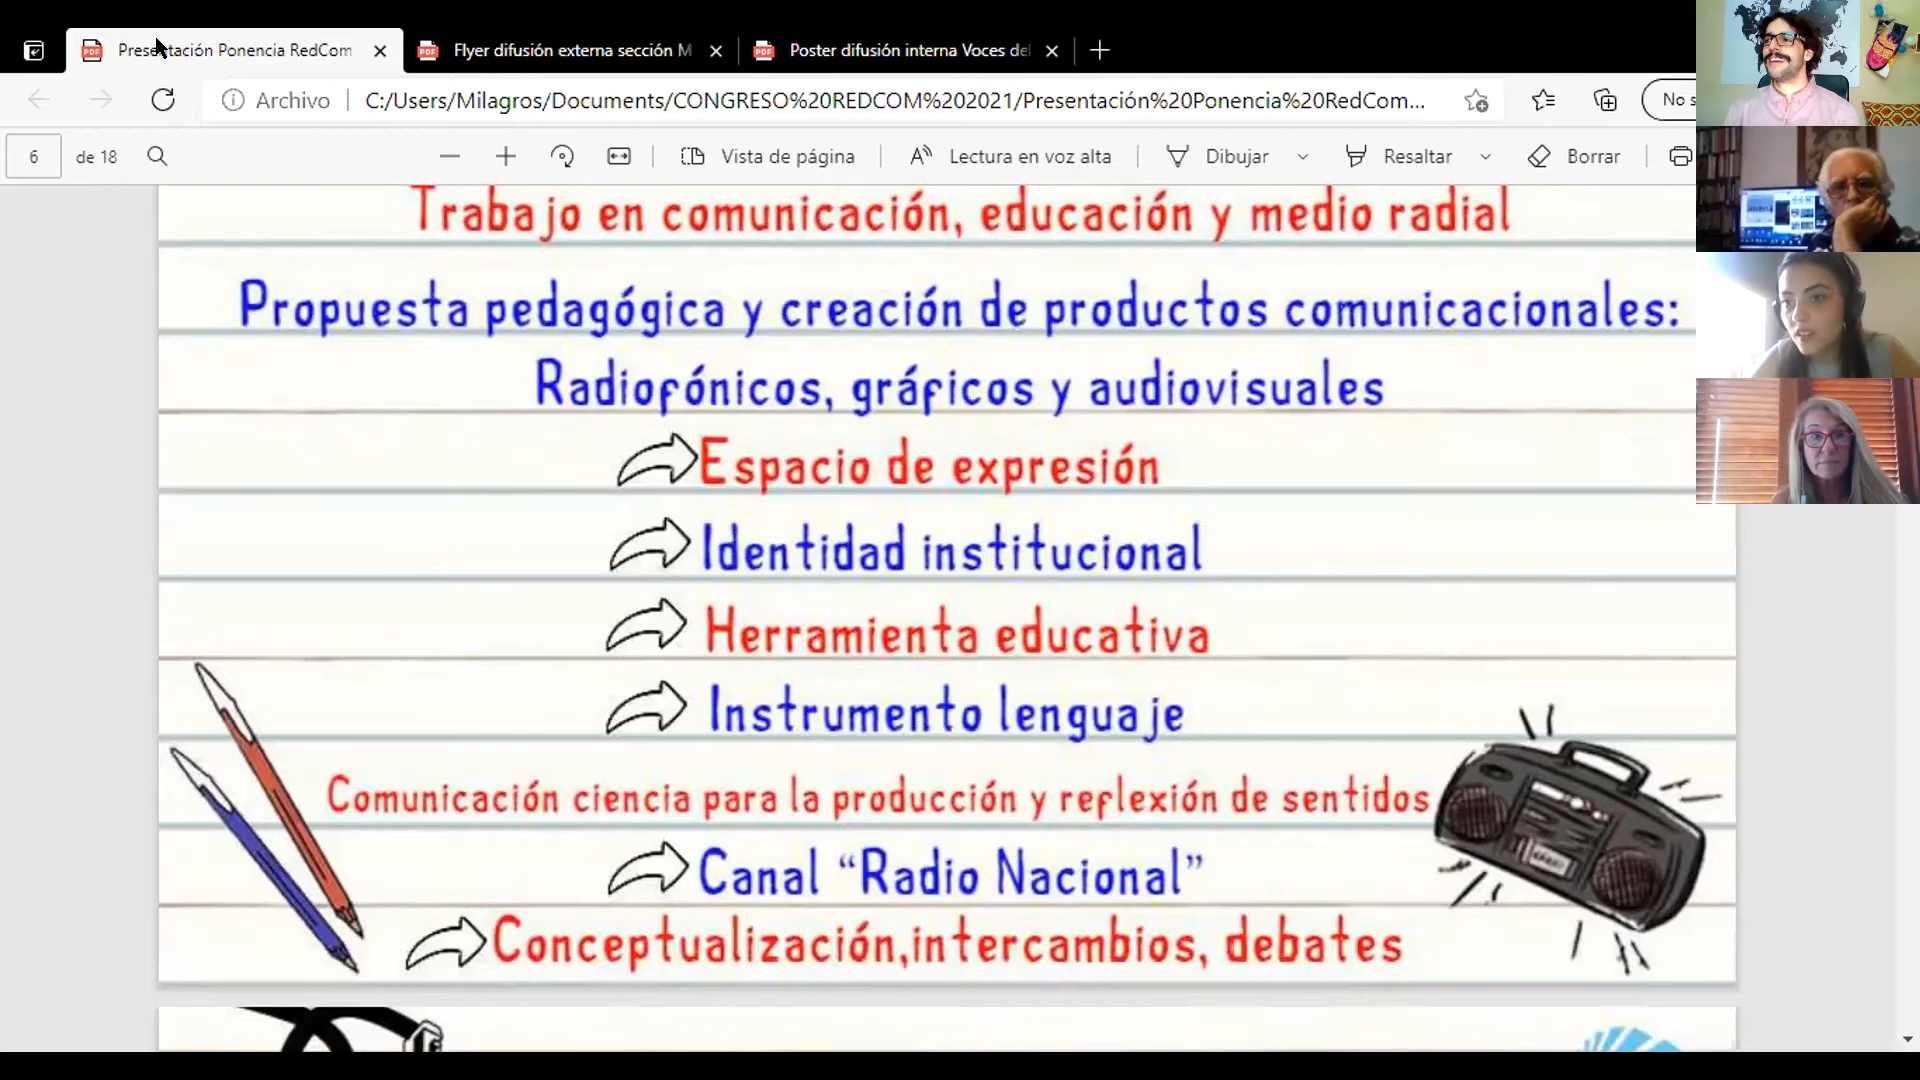 Presentación Ponencia RedCom
Flyer difusión externa sección M
Poster difusión interna Voces de
Archivo
C:/Users/Milagros/Documents/CONGRESO%20REDCOM%202021/Presentación%20Ponencia%20RedCom...
No s
6 de 18
Vista de página
Lectura en voz alta
Dibujar
Resaltar
Borrar
Trabajo en comunicación, educación y medio radial
Propuesta pedagógica y creación de productos comunicacionales:
Radiofónicos, gráficos y audiovisuales
Espacio de expresión
Identidad institucional
Herramienta educativa
Instrumento lenguaje
Comunicación ciencia para la producción y reflexión de sentidos
Canal “Radio Nacional”
Conceptualización,intercambios, debates